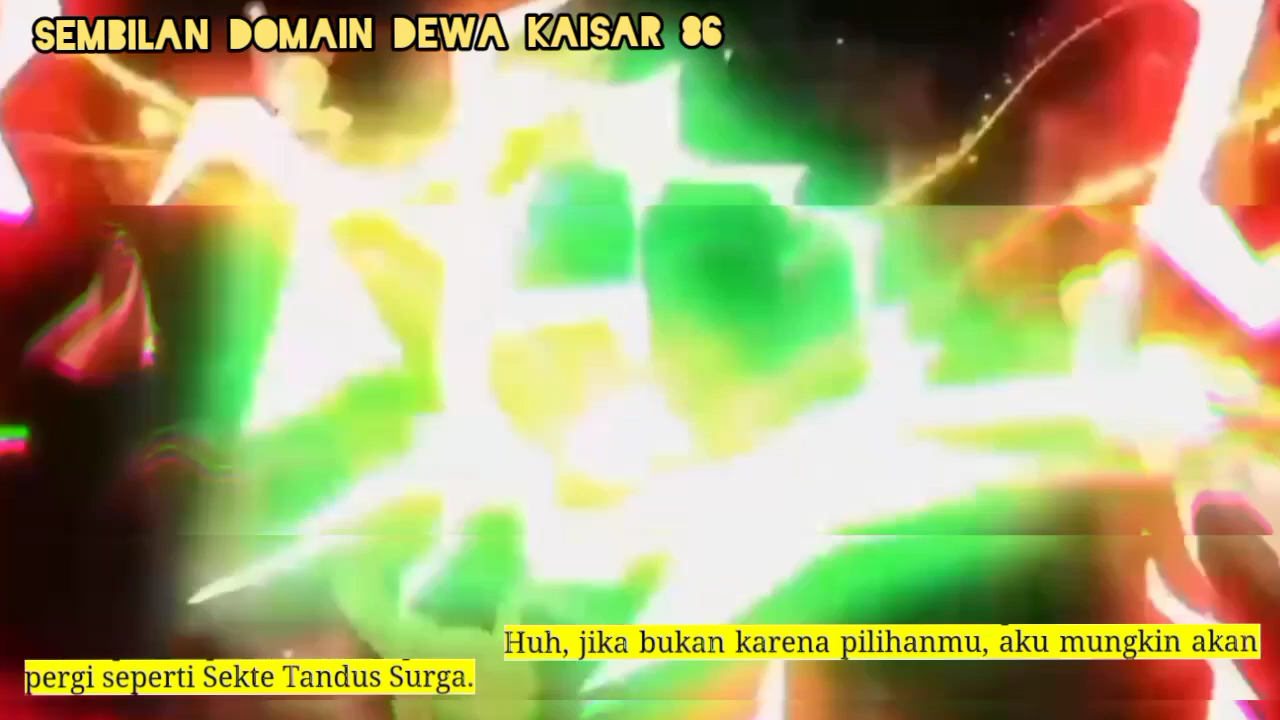 SEMBILAN DOMAIN DEWA KAISAR 86
Huh, jika bukan karena pilihanmu, aku mungkin akan
pergi seperti Sekte Tandus Surga.